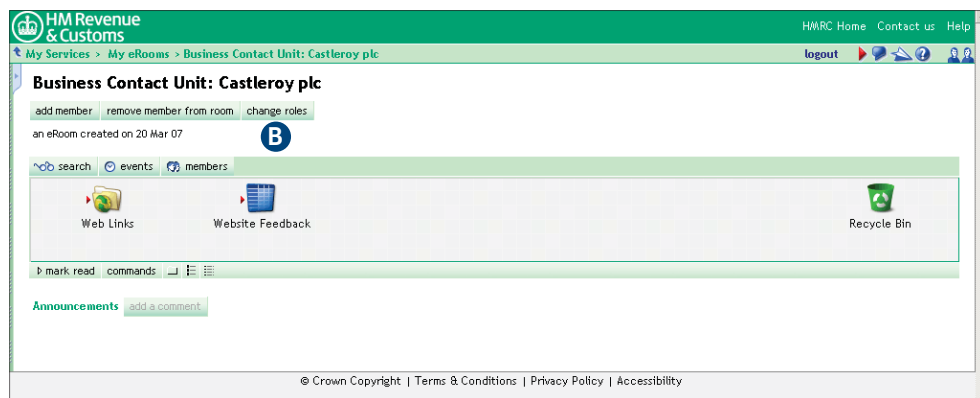 HM Revenue
& Customs
HMRC Home Contact us Help
My Services > My eRooms > Business Contact Unit: Castleroy plc
logout
Business Contact Unit: Castleroy plc
add member remove member from room change roles
an eRoom created on 20 Mar 07
B
search events members
Web Links Website Feedback Recycle Bin
mark read commands
Announcements add a comment
© Crown Copyright | Terms & Conditions | Privacy Policy | Accessibility